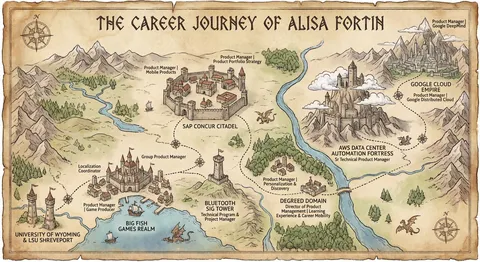 THE CAREER JOURNEY OF ALISA FORTIN
Product Manager |
Google DeepMind
Product Manager |
Mobile Products
Product Manager |
Product Portfolio Strategy
SAP CONCUR CITADEL
GOOGLE CLOUD
EMPIRE
Product Manager |
Google Distributed Cloud
AWS DATA CENTER
AUTOMATION FORTRESS
Sr Technical Product Manager
Localization
Coordinator
Group Product Manager
Product Manager
| Game Producer
BIG FISH
GAMES REALM
UNIVERSITY OF WYOMING
& LSU SHREVEPORT
BLUETOOTH
SIG TOWER
Technical Program &
Project Manager
Product Manager |
Personalization &
Discovery
DEGREED DOMAIN
Director of Product
Management | Learning
Experience & Career Mobility